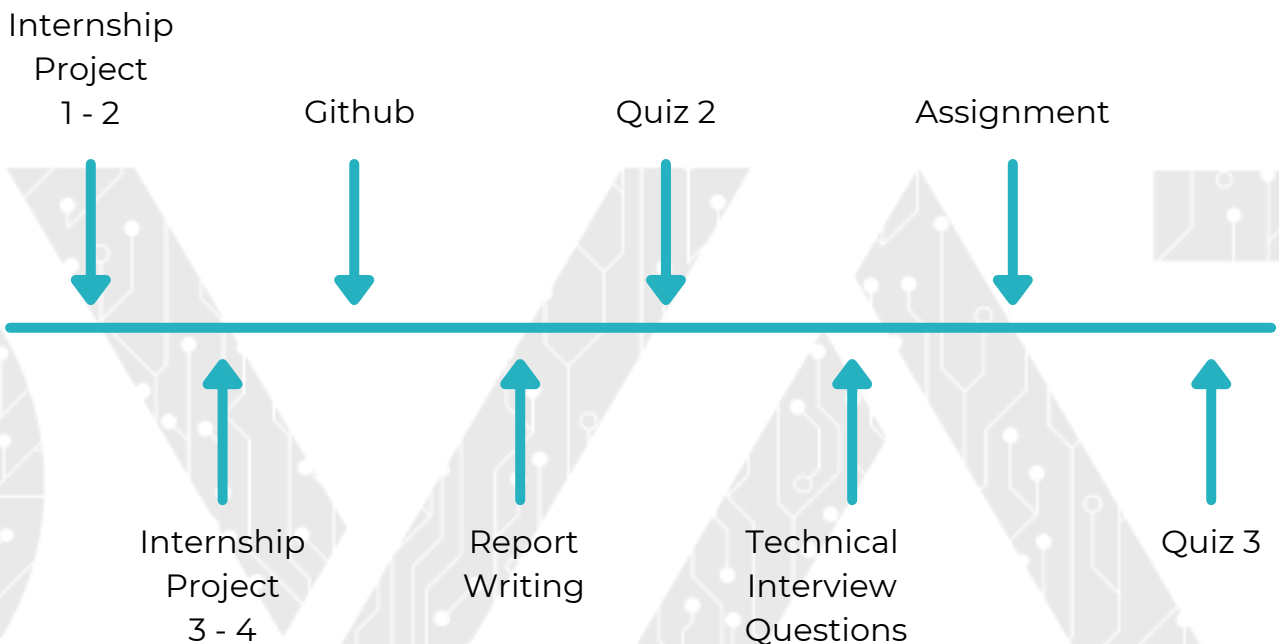 Internship
Project
1 - 2
Github
Quiz 2
Assignment
Internship
Project
3 - 4
Report
Writing
Technical
Interview
Questions
Quiz 3